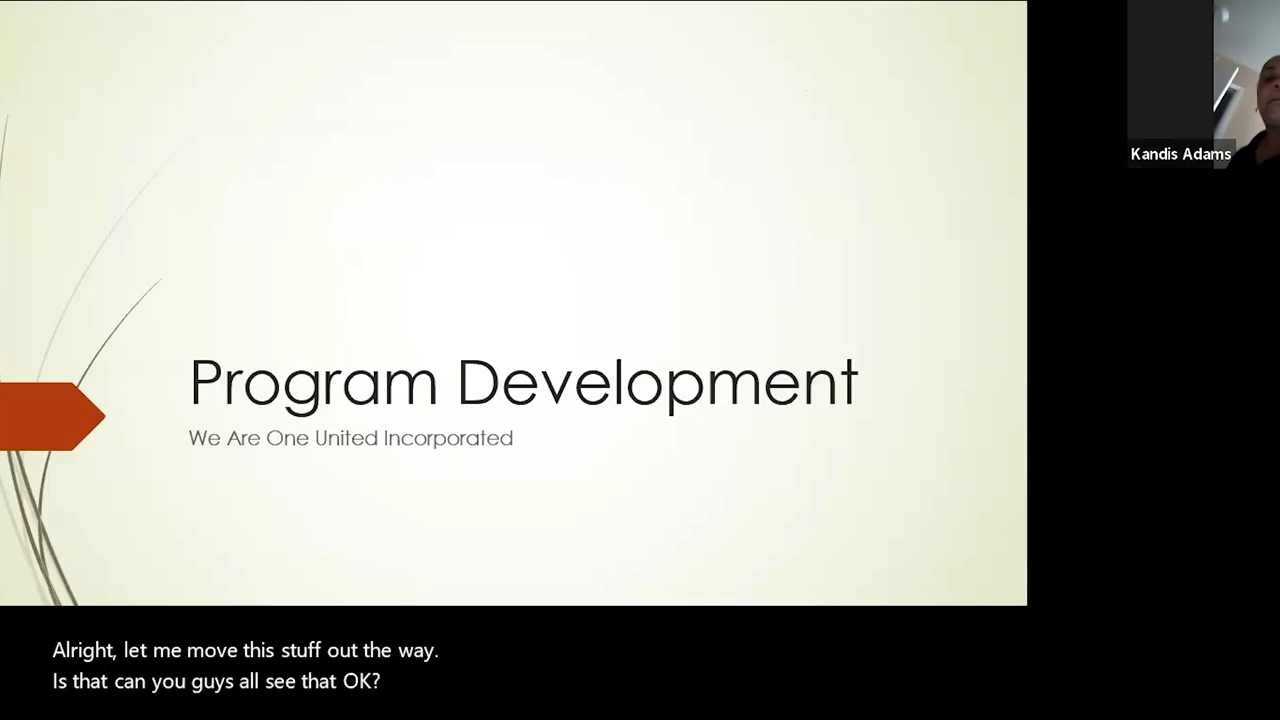 Program Development
We Are One United Incorporated
Kandis Adams
Alright, let me move this stuff out the way.
Is that can you guys all see that OK?